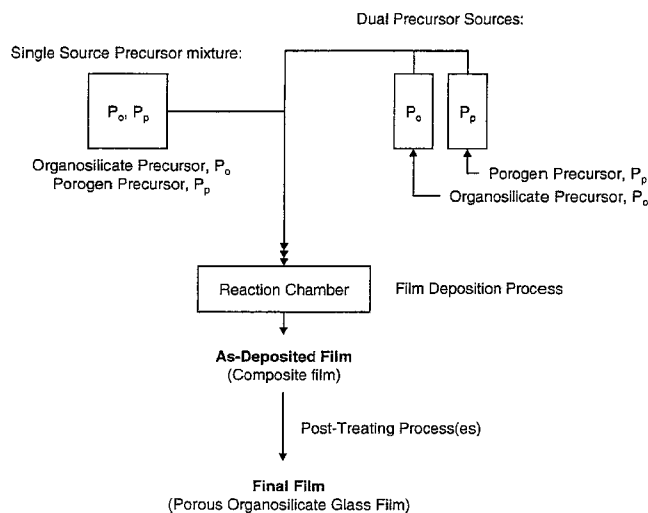 Dual Precursor Sources:
Single Source Precursor mixture:
Po, Pp
Po
Pp
Organosilicate Precursor, Po
Porogen Precursor, Pp
Porogen Precursor, Pp
Organosilicate Precursor, Po
Reaction Chamber
Film Deposition Process
As-Deposited Film
(Composite film)
Post-Treating Process(es)
Final Film
(Porous Organosilicate Glass Film)